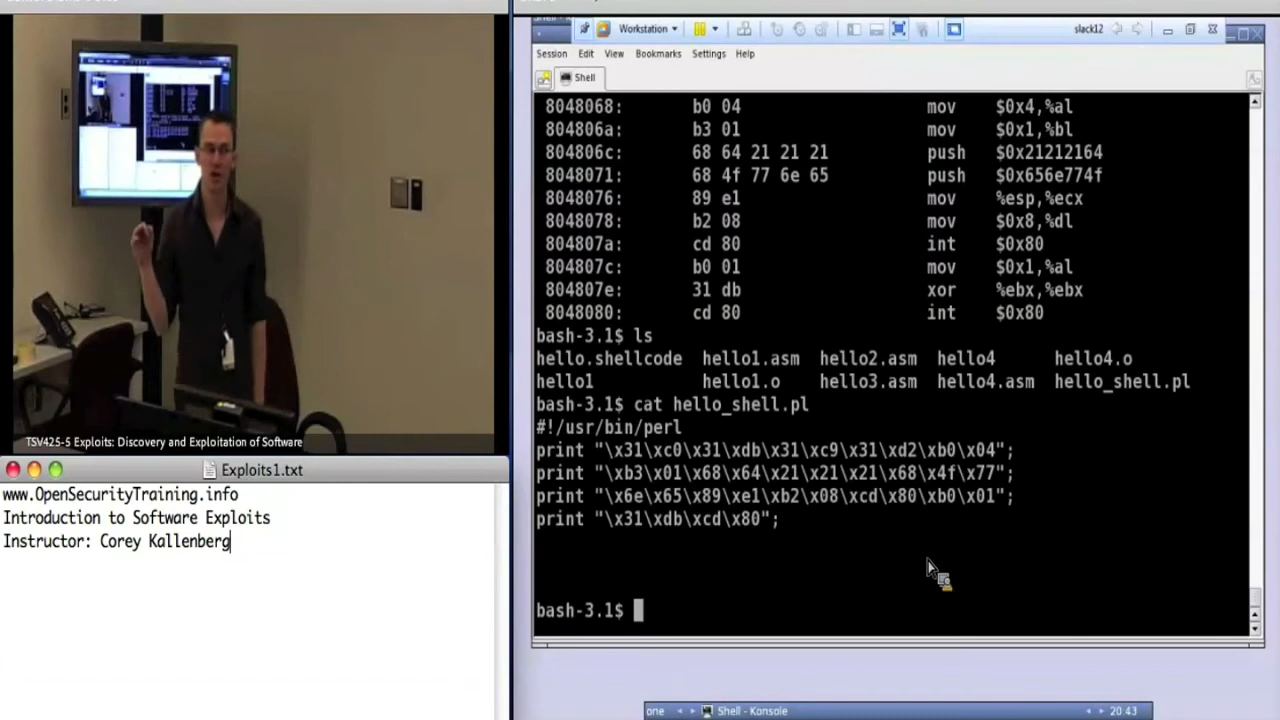 TSV425-5 Exploits: Discovery and Exploitation of Software
Exploits1.txt
www.OpenSecurityTraining.info
Introduction to Software Exploits
Instructor: Corey Kallenberg
Workstation
slack12
Session Edit View Bookmarks Settings Help
Shell
8048068: b0 04 mov $0x4,%al
804806a: b3 01 mov $0x1,%bl
804806c: 68 64 21 21 21 push $0x21212164
8048071: 68 4f 77 6e 65 push $0x656e774f
8048076: 89 e1 mov %esp,%ecx
8048078: b2 08 mov $0x8,%dl
804807a: cd 80 int $0x80
804807c: b0 01 mov $0x1,%al
804807e: 31 db xor %ebx,%ebx
8048080: cd 80 int $0x80
bash-3.1$ ls
hello.shellcode hello1.asm hello2.asm hello4 hello4.o
hello1 hello1.o hello3.asm hello4.asm hello_shell.pl
bash-3.1$ cat hello_shell.pl
#!/usr/bin/perl
print "\x31\xc0\x31\xdb\x31\xc9\x31\xd2\xb0\x04";
print "\xb3\x01\x68\x64\x21\x21\x21\x68\x4f\x77";
print "\x6e\x65\x89\xe1\xb2\x08\xcd\x80\xb0\x01";
print "\x31\xdb\xcd\x80";
bash-3.1$
one Shell - Konsole 20:43